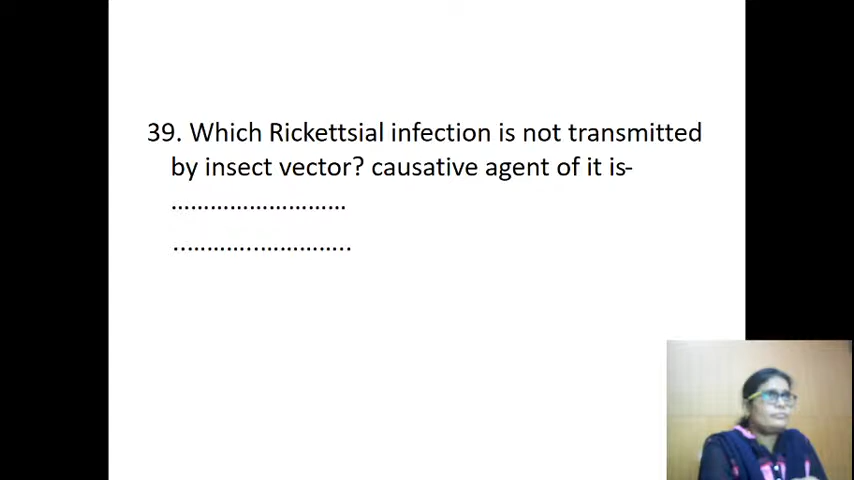 39. Which Rickettsial infection is not transmitted
by insect vector? causative agent of it is-
...........................
............................